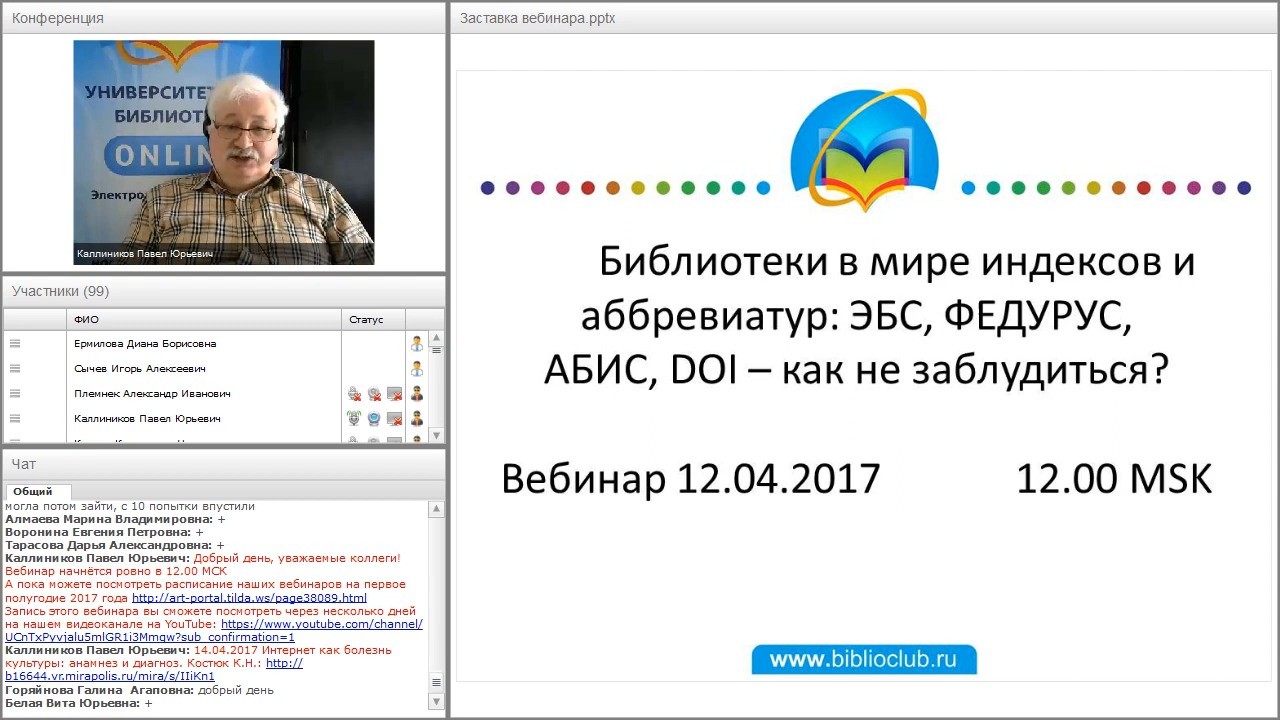 Конференция
УНИВЕРСИТЕТ
БИБЛИОТ
ONLIN
Электро
Каллиников Павел Юрьевич
Участники (99)
ФИО Статус
Ермилова Диана Борисовна
Сычев Игорь Алексеевич
Племнек Александр Иванович
Каллиников Павел Юрьевич
Чат
Общий
могла потом зайти, с 10 попытки впустили
Алмаева Марина Владимировна: +
Воронина Евгения Петровна: +
Тарасова Дарья Александровна: +
Каллиников Павел Юрьевич: Добрый день, уважаемые коллеги!
Вебинар начнётся ровно в 12.00 МСК
А пока можете посмотреть расписание наших вебинаров на первое
полугодие 2017 года http://art-portal.tilda.ws/page38089.html
Запись этого вебинара вы сможете посмотреть через несколько дней
на нашем видеоканале на YouTube: https://www.youtube.com/channel/
UCnTxPyvjalu5mlGR1i3Mmqw?sub_confirmation=1
Каллиников Павел Юрьевич: 14.04.2017 Интернет как болезнь
культуры: анамнез и диагноз. Костюк К.Н.: http://
b16644.vr.mirapolis.ru/mira/s/IIiKn1
Горяйнова Галина Агаповна: добрый день
Белая Вита Юрьевна: +
Заставка вебинара.pptx
Библиотеки в мире индексов и
аббревиатур: ЭБС, ФЕДУРУС,
АБИС, DOI – как не заблудиться?
Вебинар 12.04.2017 12.00 MSK
www.biblioclub.ru